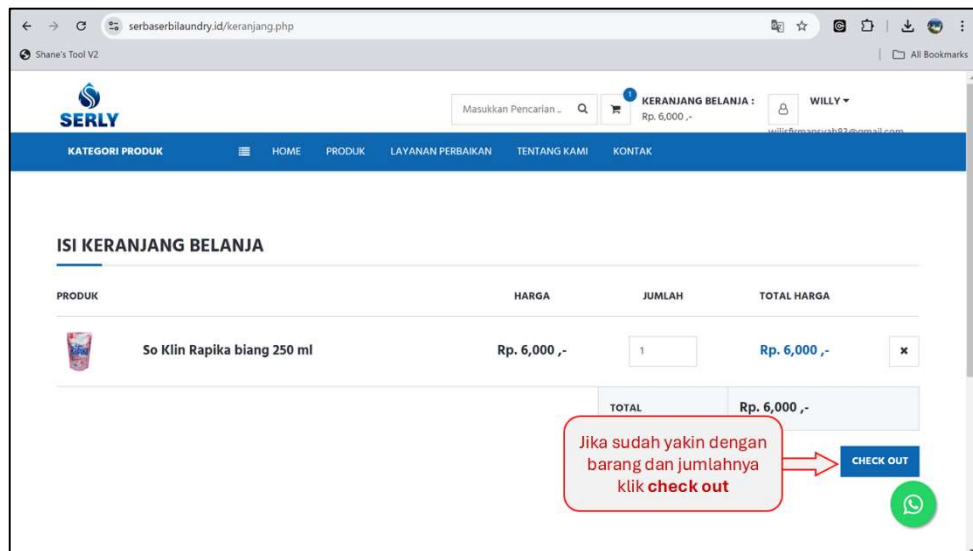 serbaserbilaundry.id/keranjang.php
Shane's Tool V2
All Bookmarks
SERLY
Masukkan Pencarian ..
1
KERANJANG BELANJA :
Rp. 6,000 ,-
WILLY
wilisfirmansyah93@gmail.com
KATEGORI PRODUK
HOME
PRODUK
LAYANAN PERBAIKAN
TENTANG KAMI
KONTAK
ISI KERANJANG BELANJA
PRODUK
HARGA
JUMLAH
TOTAL HARGA
So Klin Rapika biang 250 ml
Rp. 6,000 ,-
1
Rp. 6,000 ,-
TOTAL
Rp. 6,000 ,-
Jika sudah yakin dengan
barang dan jumlahnya
klik check out
CHECK OUT